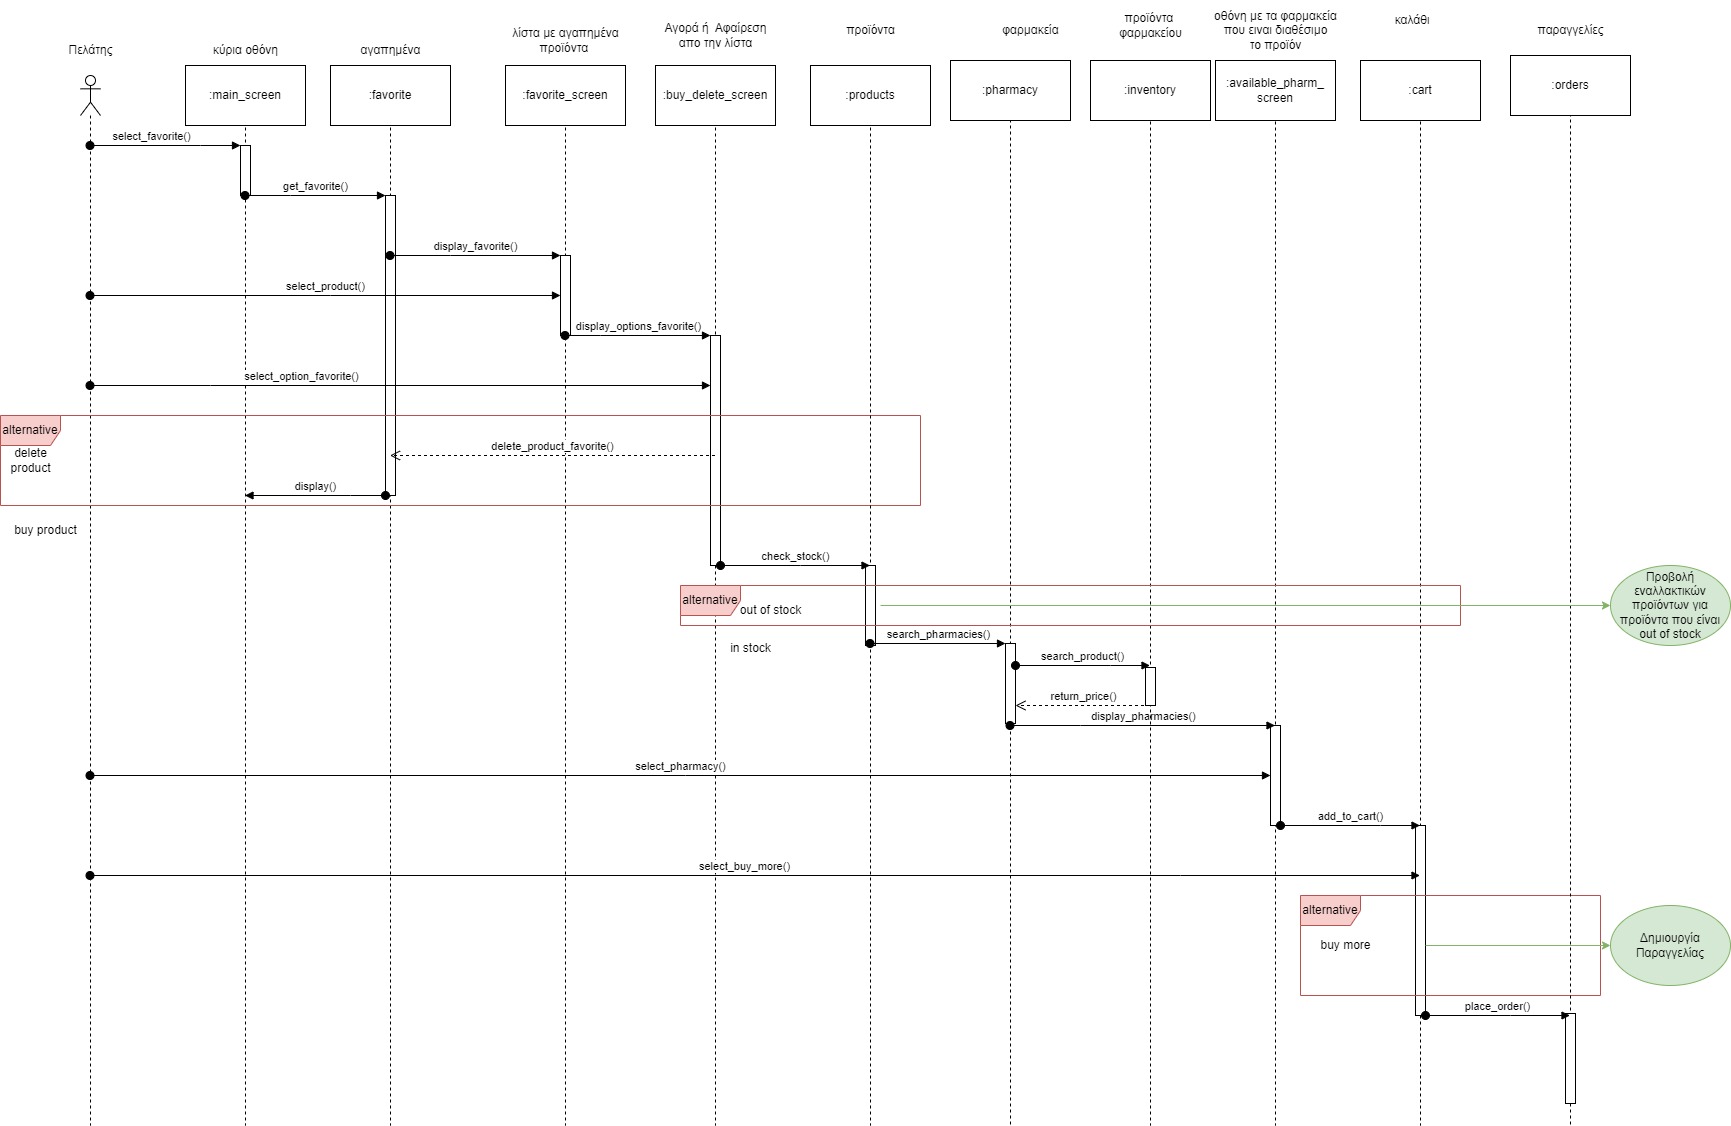 Πελάτης
κύρια οθόνη
αγαπημένα
λίστα με αγαπημένα
προϊόντα
Αγορά ή Αφαίρεση
απο την λίστα
προϊόντα
φαρμακεία
προϊόντα
φαρμακείου
οθόνη με τα φαρμακεία
που ειναι διαθέσιμο
το προϊόν
καλάθι
παραγγελίες
:main_screen
:favorite
:favorite_screen
:buy_delete_screen
:products
:pharmacy
:inventory
:available_pharm_
screen
:cart
:orders
select_favorite()
get_favorite()
display_favorite()
select_product()
display_options_favorite()
select_option_favorite()
alternative
delete
product
delete_product_favorite()
display()
buy product
check_stock()
alternative
out of stock
Προβολή
εναλλακτικών
προϊόντων για
προϊόντα που είναι
out of stock
in stock
search_pharmacies()
search_product()
return_price()
display_pharmacies()
select_pharmacy()
add_to_cart()
select_buy_more()
alternative
buy more
Δημιουργία
Παραγγελίας
place_order()